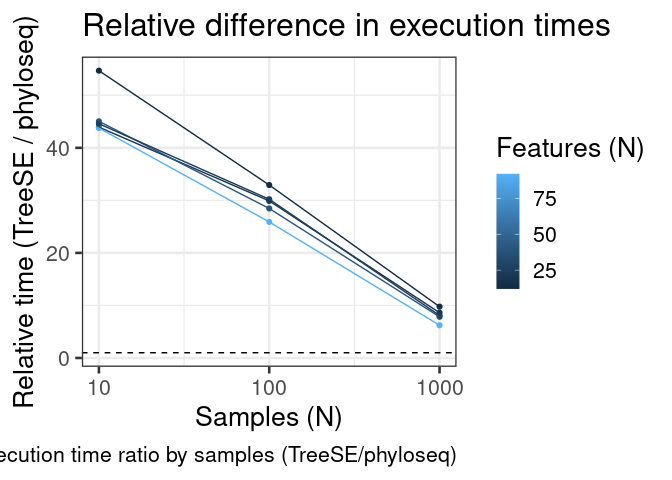 Relative difference in execution times
Relative time (TreeSE / phyloseq)
40
20
0
10 100 1000
Samples (N)
Features (N)
75
50
25
time ratio by samples (TreeSE/phyloseq)